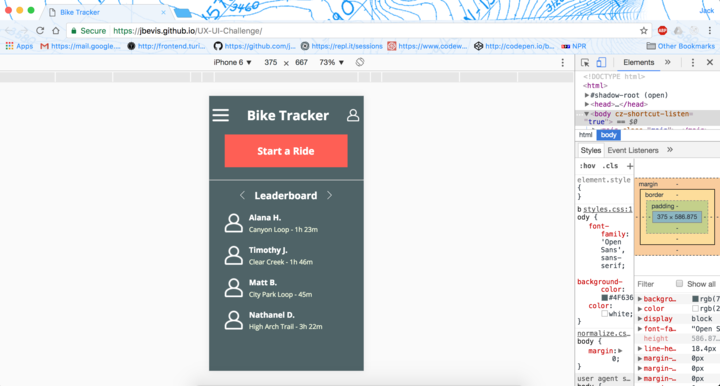 Bike Tracker
Jack
Secure
https://jbevis.github.io/UX-UI-Challenge/
Apps
https://mail.google....
http://frontend.turi...
https://github.com/j...
https://repl.it/sessions
https://www.codew...
http://codepen.io/b...
NPR
Other Bookmarks
iPhone 6 ▼ 375 × 667 73% ▼
Elements
<!DOCTYPE html>
<html>
▶#shadow-root (open)
▶<head>…</head>
▼<body cz-shortcut-listen=
"true"> == $0
html body
Styles Event Listeners
:hov .cls +
element.style
{
}
styles.css:1
body {
font-
family:
'Open
Sans',
sans-
serif;
background-
color:
#4F636
color:
white;
}
normalize.cs…
body {
margin:▶
0;
}
user agent s…
margin -
border -
padding -
375 × 586.875
Filter Show all
▶backgro… rgb(7
▶color rgb(2
▶display block
▶font-fa… "Open S
height 586.87…
▶line-he… 18.4px
▶margin-… 0px
▶margin-… 0px
▶margin-… 0px
Bike Tracker
Start a Ride
Leaderboard
Alana H.
Canyon Loop - 1h 23m
Timothy J.
Clear Creek - 1h 46m
Matt B.
City Park Loop - 45m
Nathanel D.
High Arch Trail - 3h 22m